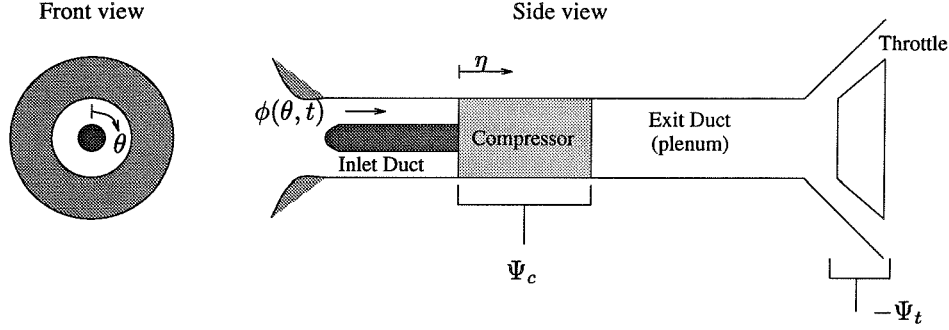 Front view
Side view
Throttle
η
ϕ(θ, t)
Compressor
Exit Duct
(plenum)
θ
Inlet Duct
Ψc
−Ψt